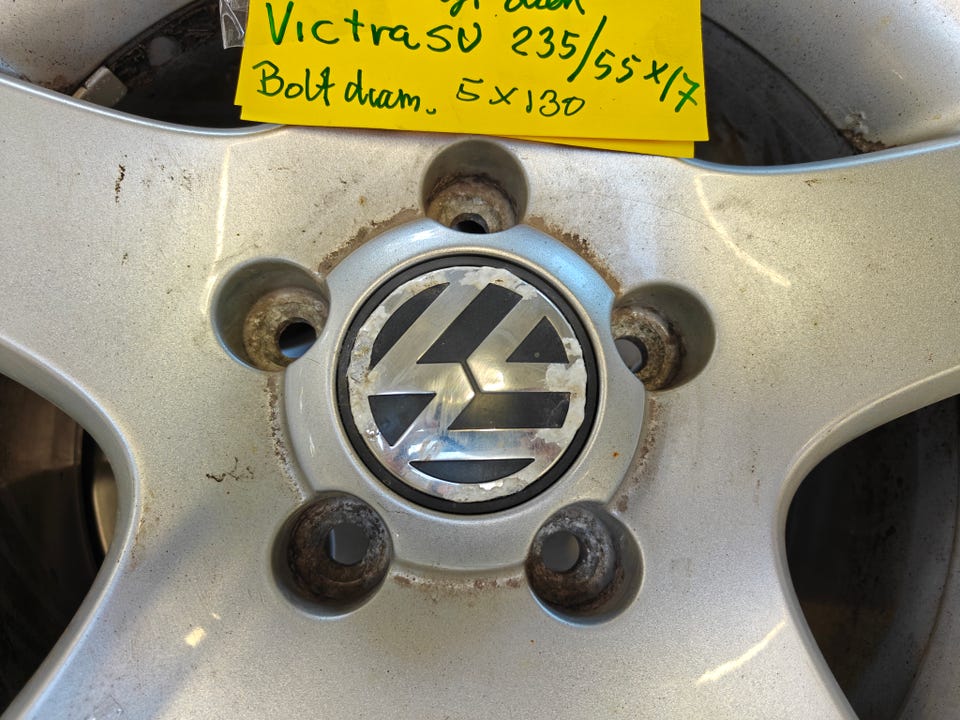 Victra SU 235/55x17
Bolt diam. 5x130